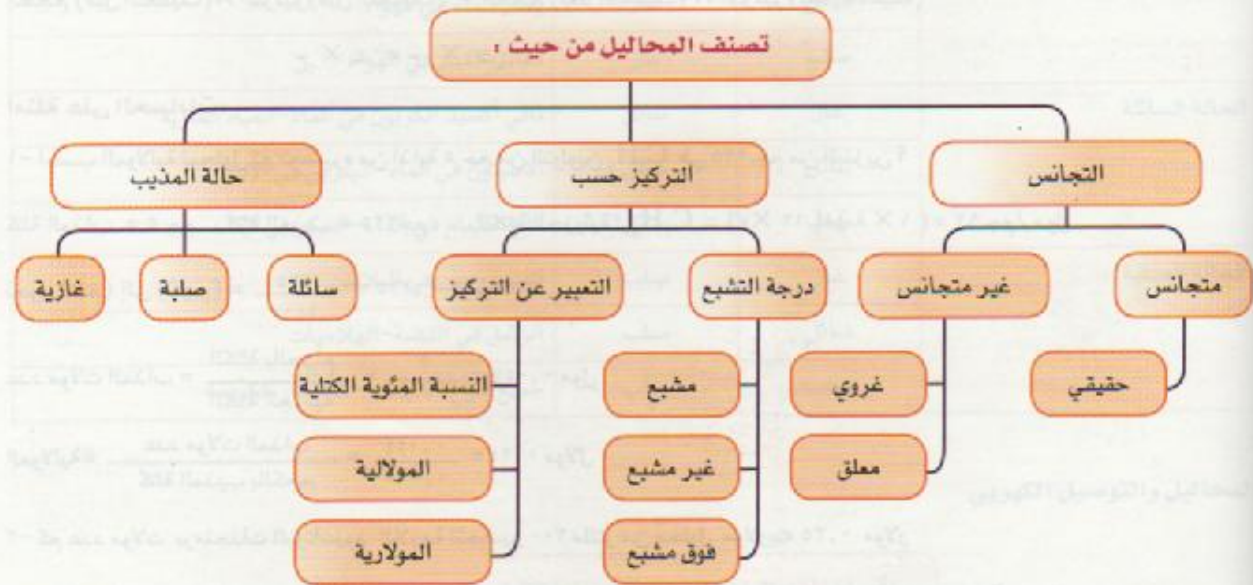 تصنف المحاليل من حيث :
التجانس
التركيز حسب
حالة المذيب
متجانس
غير متجانس
درجة التشبع
التعبير عن التركيز
سائلة
صلبة
غازية
حقيقي
غروي
معلق
مشبع
غير مشبع
فوق مشبع
النسبة المئوية الكتلية
المولالية
المولارية